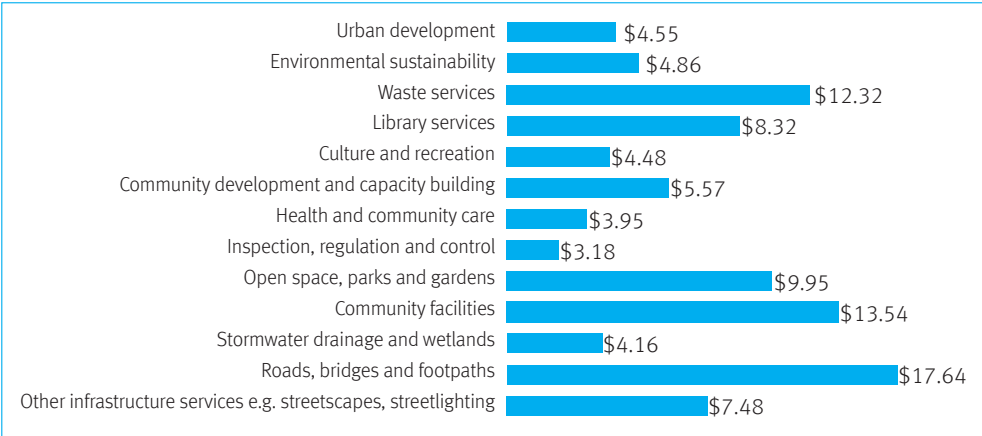 Urban development $4.55
Environmental sustainability $4.86
Waste services $12.32
Library services $8.32
Culture and recreation $4.48
Community development and capacity building $5.57
Health and community care $3.95
Inspection, regulation and control $3.18
Open space, parks and gardens $9.95
Community facilities $13.54
Stormwater drainage and wetlands $4.16
Roads, bridges and footpaths $17.64
Other infrastructure services e.g. streetscapes, streetlighting $7.48